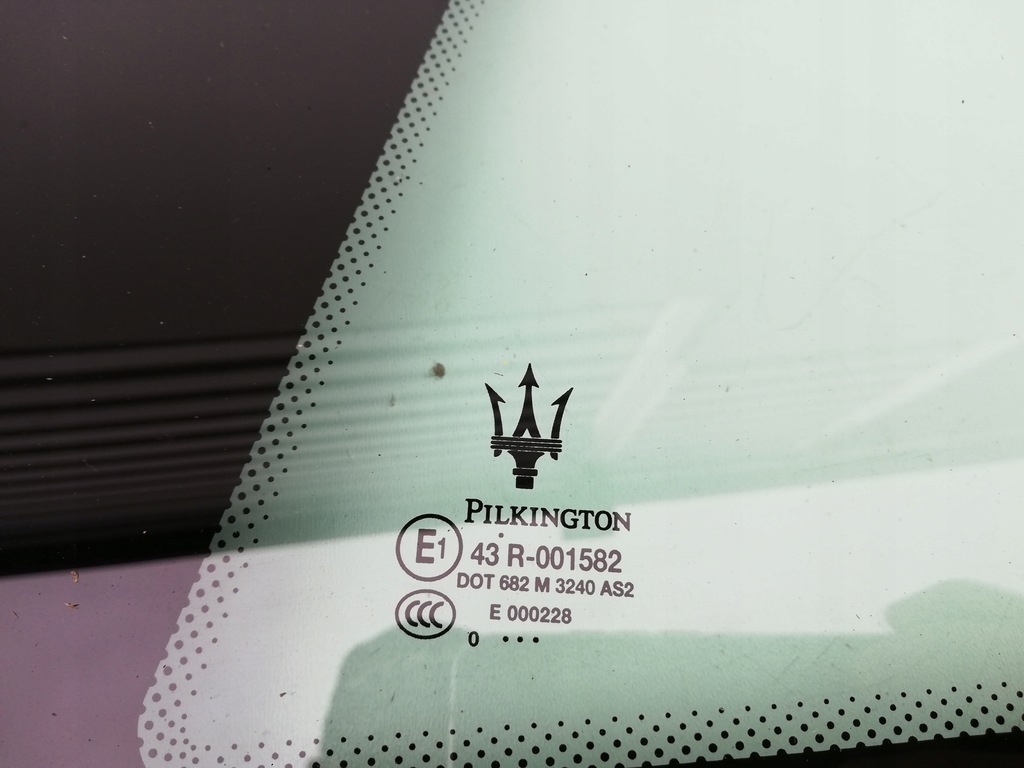 PILKINGTON
E1 43 R-001582
DOT 682 M 3240 AS2
CCC E 000228
0 •••